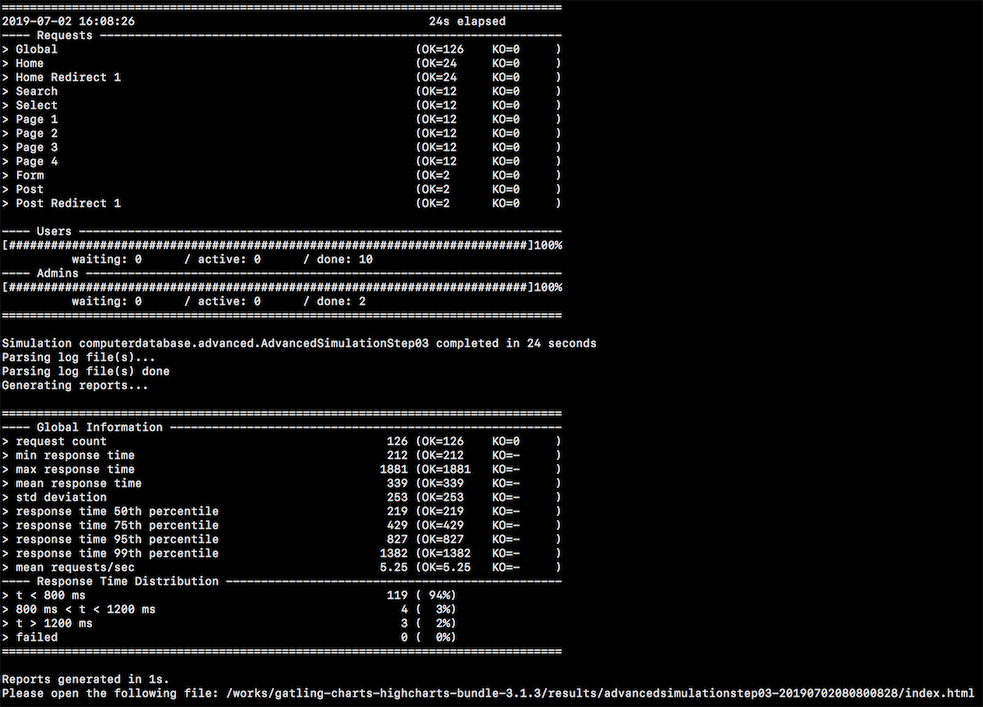 ================================================================================
2019-07-02 16:08:26                                          24s elapsed
---- Requests ------------------------------------------------------------------
> Global                                                   (OK=126    KO=0     )
> Home                                                     (OK=24     KO=0     )
> Home Redirect 1                                          (OK=24     KO=0     )
> Search                                                   (OK=12     KO=0     )
> Select                                                   (OK=12     KO=0     )
> Page 1                                                   (OK=12     KO=0     )
> Page 2                                                   (OK=12     KO=0     )
> Page 3                                                   (OK=12     KO=0     )
> Page 4                                                   (OK=12     KO=0     )
> Form                                                     (OK=2      KO=0     )
> Post                                                     (OK=2      KO=0     )
> Post Redirect 1                                          (OK=2      KO=0     )
---- Users ---------------------------------------------------------------------
[##########################################################################]100%
          waiting: 0      / active: 0      / done: 10
---- Admins --------------------------------------------------------------------
[##########################################################################]100%
          waiting: 0      / active: 0      / done: 2
================================================================================
Simulation computerdatabase.advanced.AdvancedSimulationStep03 completed in 24 seconds
Parsing log file(s)...
Parsing log file(s) done
Generating reports...
================================================================================
---- Global Information --------------------------------------------------------
> request count                                        126 (OK=126    KO=0     )
> min response time                                    212 (OK=212    KO=-     )
> max response time                                   1881 (OK=1881   KO=-     )
> mean response time                                   339 (OK=339    KO=-     )
> std deviation                                        253 (OK=253    KO=-     )
> response time 50th percentile                        219 (OK=219    KO=-     )
> response time 75th percentile                        429 (OK=429    KO=-     )
> response time 95th percentile                        827 (OK=827    KO=-     )
> response time 99th percentile                       1382 (OK=1382   KO=-     )
> mean requests/sec                                   5.25 (OK=5.25   KO=-     )
---- Response Time Distribution ------------------------------------------------
> t < 800 ms                                           119 ( 94%)
> 800 ms < t < 1200 ms                                   4 (  3%)
> t > 1200 ms                                            3 (  2%)
> failed                                                 0 (  0%)
================================================================================
Reports generated in 1s.
Please open the following file: /works/gatling-charts-highcharts-bundle-3.1.3/results/advancedsimulationstep03-20190702080800828/index.html